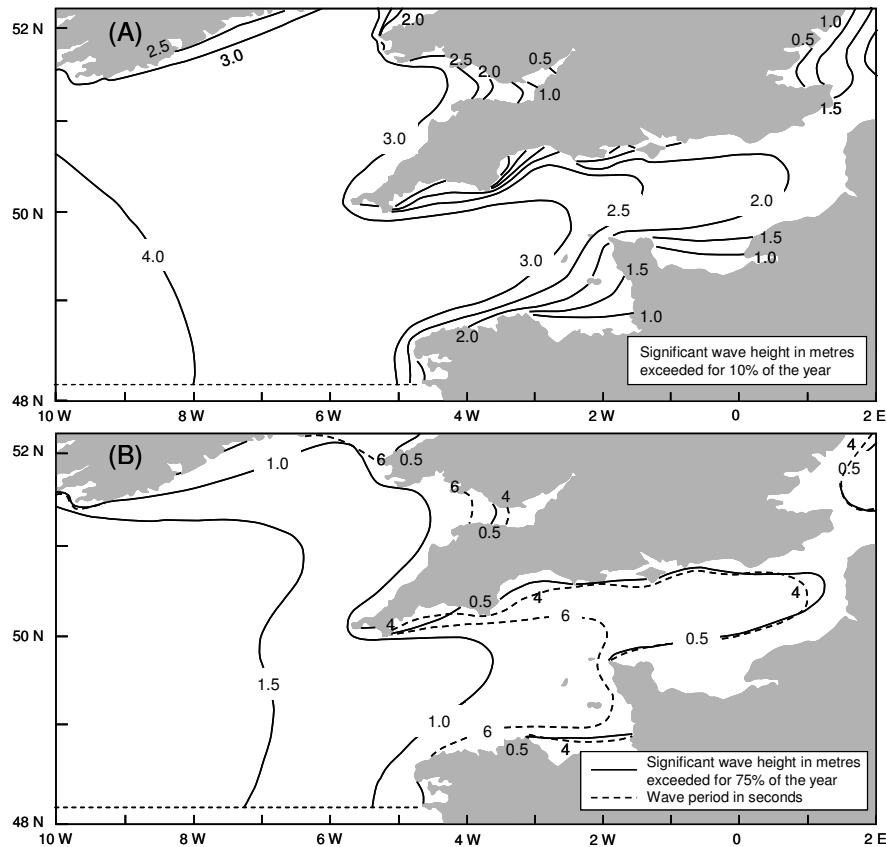 52 N
(A)
2.0
1.0
2.5
3.0
0.5
2.5
0.5
2.0
1.0
1.5
3.0
50 N
2.0
2.5
4.0
3.0
1.5
1.0
1.5
1.0
2.0
Significant wave height in metres
exceeded for 10% of the year
48 N
10 W 8 W 6 W 4 W 2 W 0 2 E
52 N
(B)
4
1.0
6
0.5
0.5
6
4
0.5
4
0.5
4
6
4
50 N
0.5
1.5
1.0
6
0.5
4
Significant wave height in metres
exceeded for 75% of the year
Wave period in seconds
48 N
10 W 8 W 6 W 4 W 2 W 0 2 E